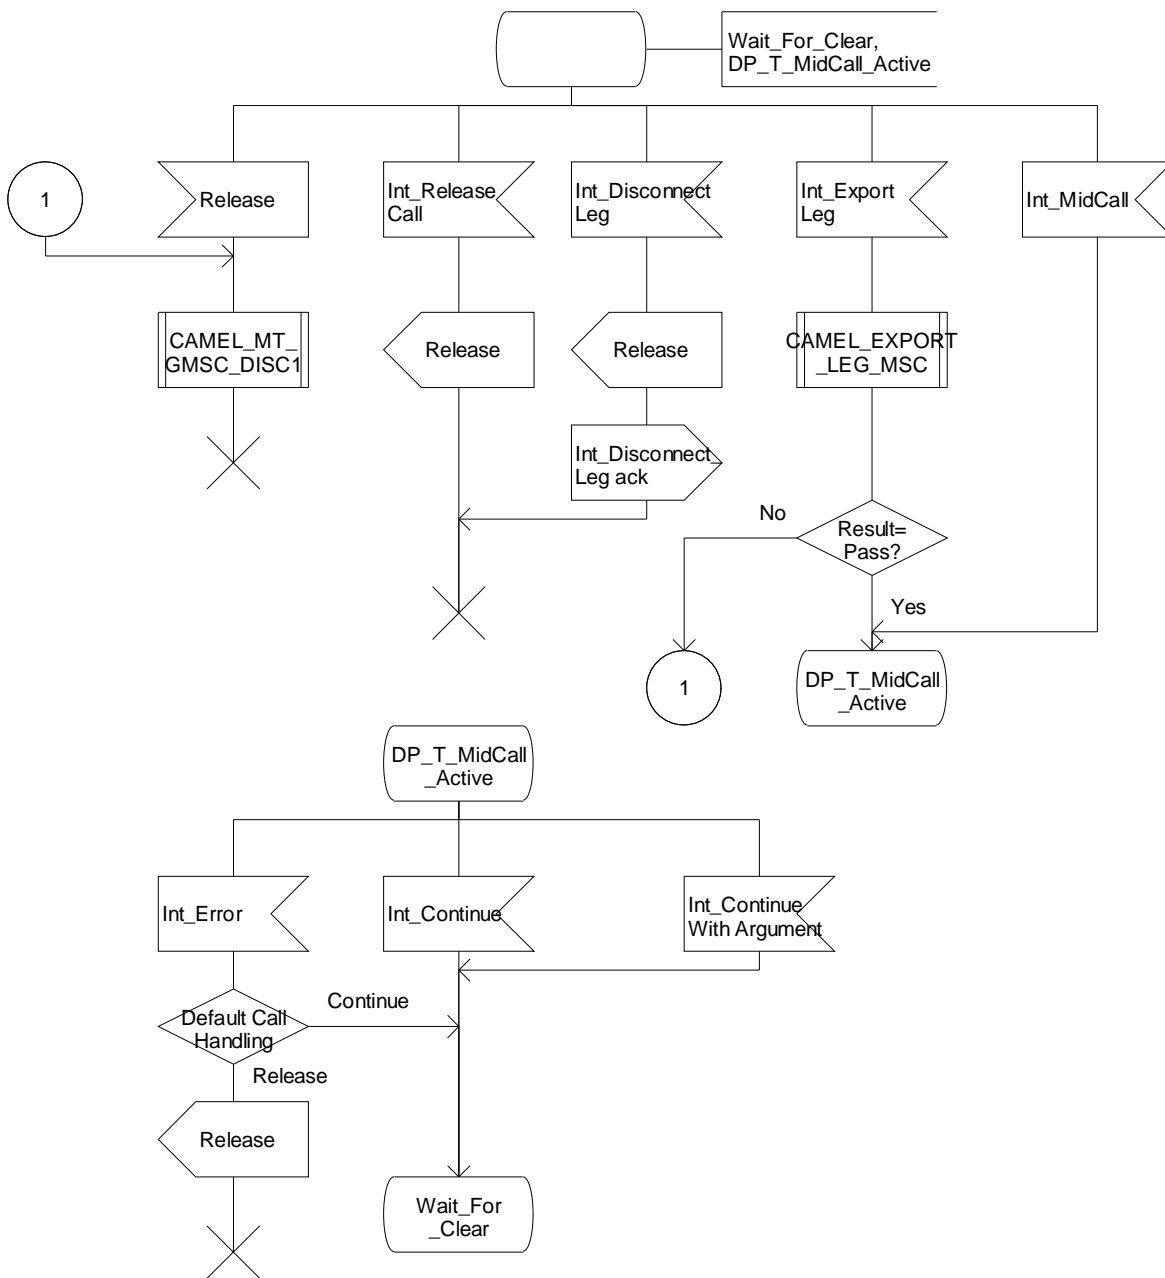 Wait_For_Clear,
DP_T_MidCall_Active
1
Release
Int_Release
Call
Int_Disconnect
Leg
Int_Export
Leg
Int_MidCall
CAMEL_MT_
GMSC_DISC1
Release
Release
CAMEL_EXPORT
_LEG_MSC
Int_Disconnect_
Leg ack
No
Result=
Pass?
Yes
1
DP_T_MidCall
_Active
DP_T_MidCall
_Active
Int_Error
Int_Continue
Int_Continue
With Argument
Continue
Default Call
Handling
Release
Release
Wait_For
_Clear